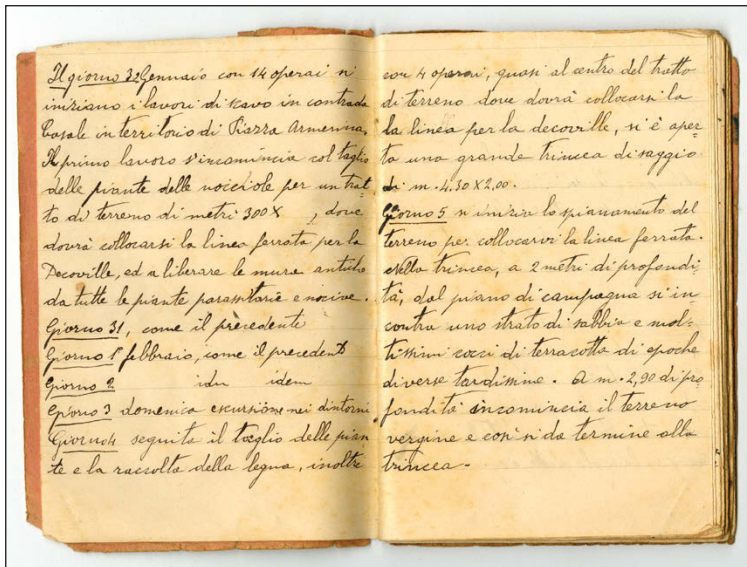 Il giorno 30 Gennaio con 14 operai si
iniziano i lavori di scavo in contrada
Casale in territorio di Piazza Armerina.
Il primo lavoro s'incomincia col taglio
delle piante delle nocciole per un trat-
to di terreno di metri 300 X , dove
dovrà collocarsi la linea ferrata per la
Decoville, ed a liberare le mura antiche
da tutte le piante parassitarie e nocive.
Giorno 31, come il precedente
Giorno 1° febbraio, come il precedente
Giorno 2 idem
Giorno 3 domenica escursione nei dintorni
Giorno 4 seguita il taglio delle pian
te e la raccolta della legna, inoltre
con 4 operai, quasi al centro del tratto
di terreno dove dovrà collocarsi la
la linea per la decoville, si è aper=
ta una grande trincea di saggio
di m. 4.30 X 2,00.
Giorno 5 si inizia lo spianamento del
terreno per collocarvi la linea ferrata.
Nella trincea, a 2 metri di profondi,
tà, dal piano di campagna si in-
contra uno strato di sabbia e mol-
tissimi cocci di terracotta di epoche
diverse tardissime. A m. 2,90 di pro
fondità incomincia il terreno
vergine e così si dà termine alla
trincea.